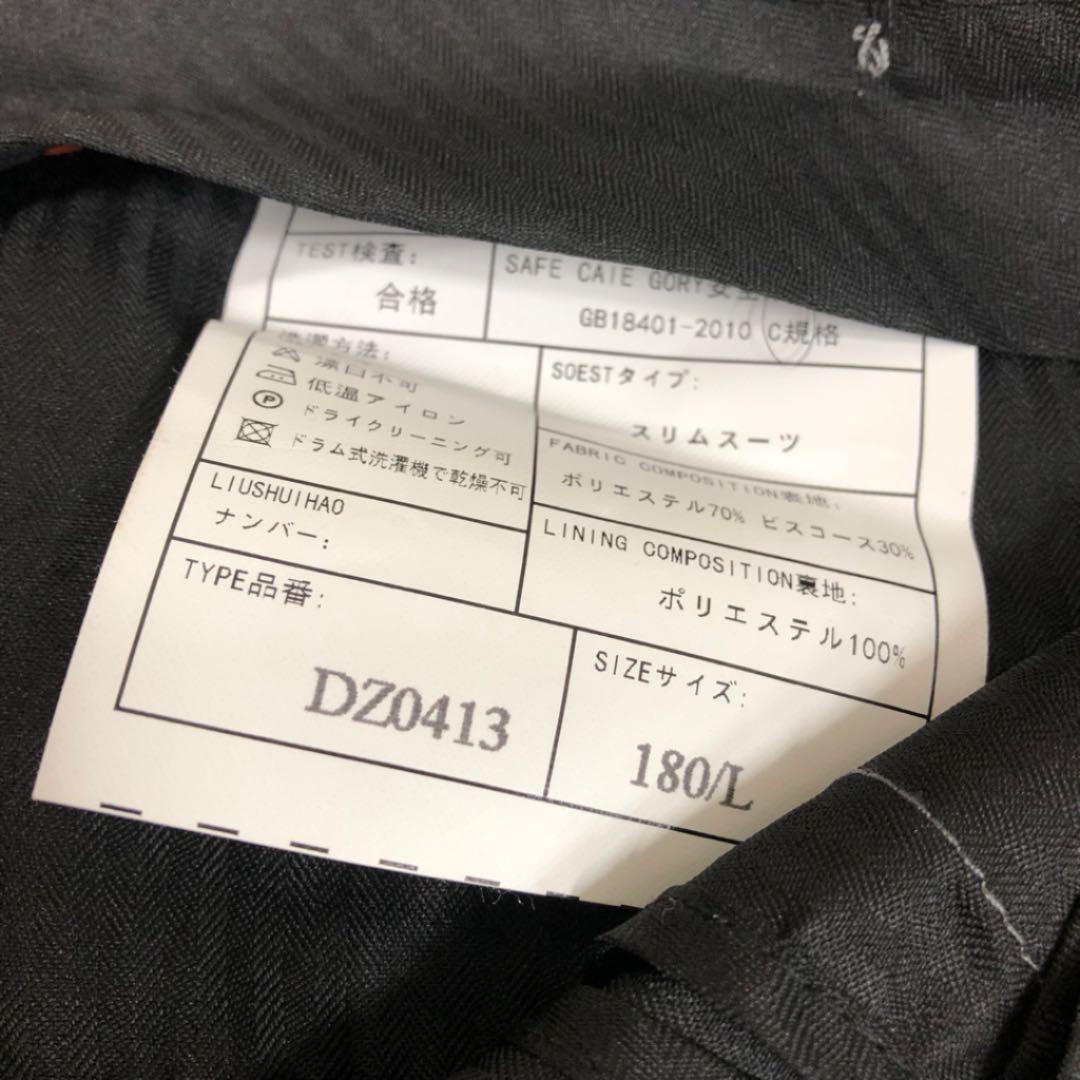 TEST検査:
合格
SAFE CATE GORY安全
GB18401-2010 C規格
洗濯方法:
漂白不可
低温アイロン
P
ドライクリーニング可
ドラム式洗濯機で乾燥不可
SOESTタイプ:
スリムスーツ
FABRIC COMPOSITION表地:
ポリエステル70% ビスコース30%
LIUSHUIHAO
ナンバー:
LINING COMPOSITION裏地:
ポリエステル100%
TYPE品番:
DZ0413
SIZEサイズ:
180/L